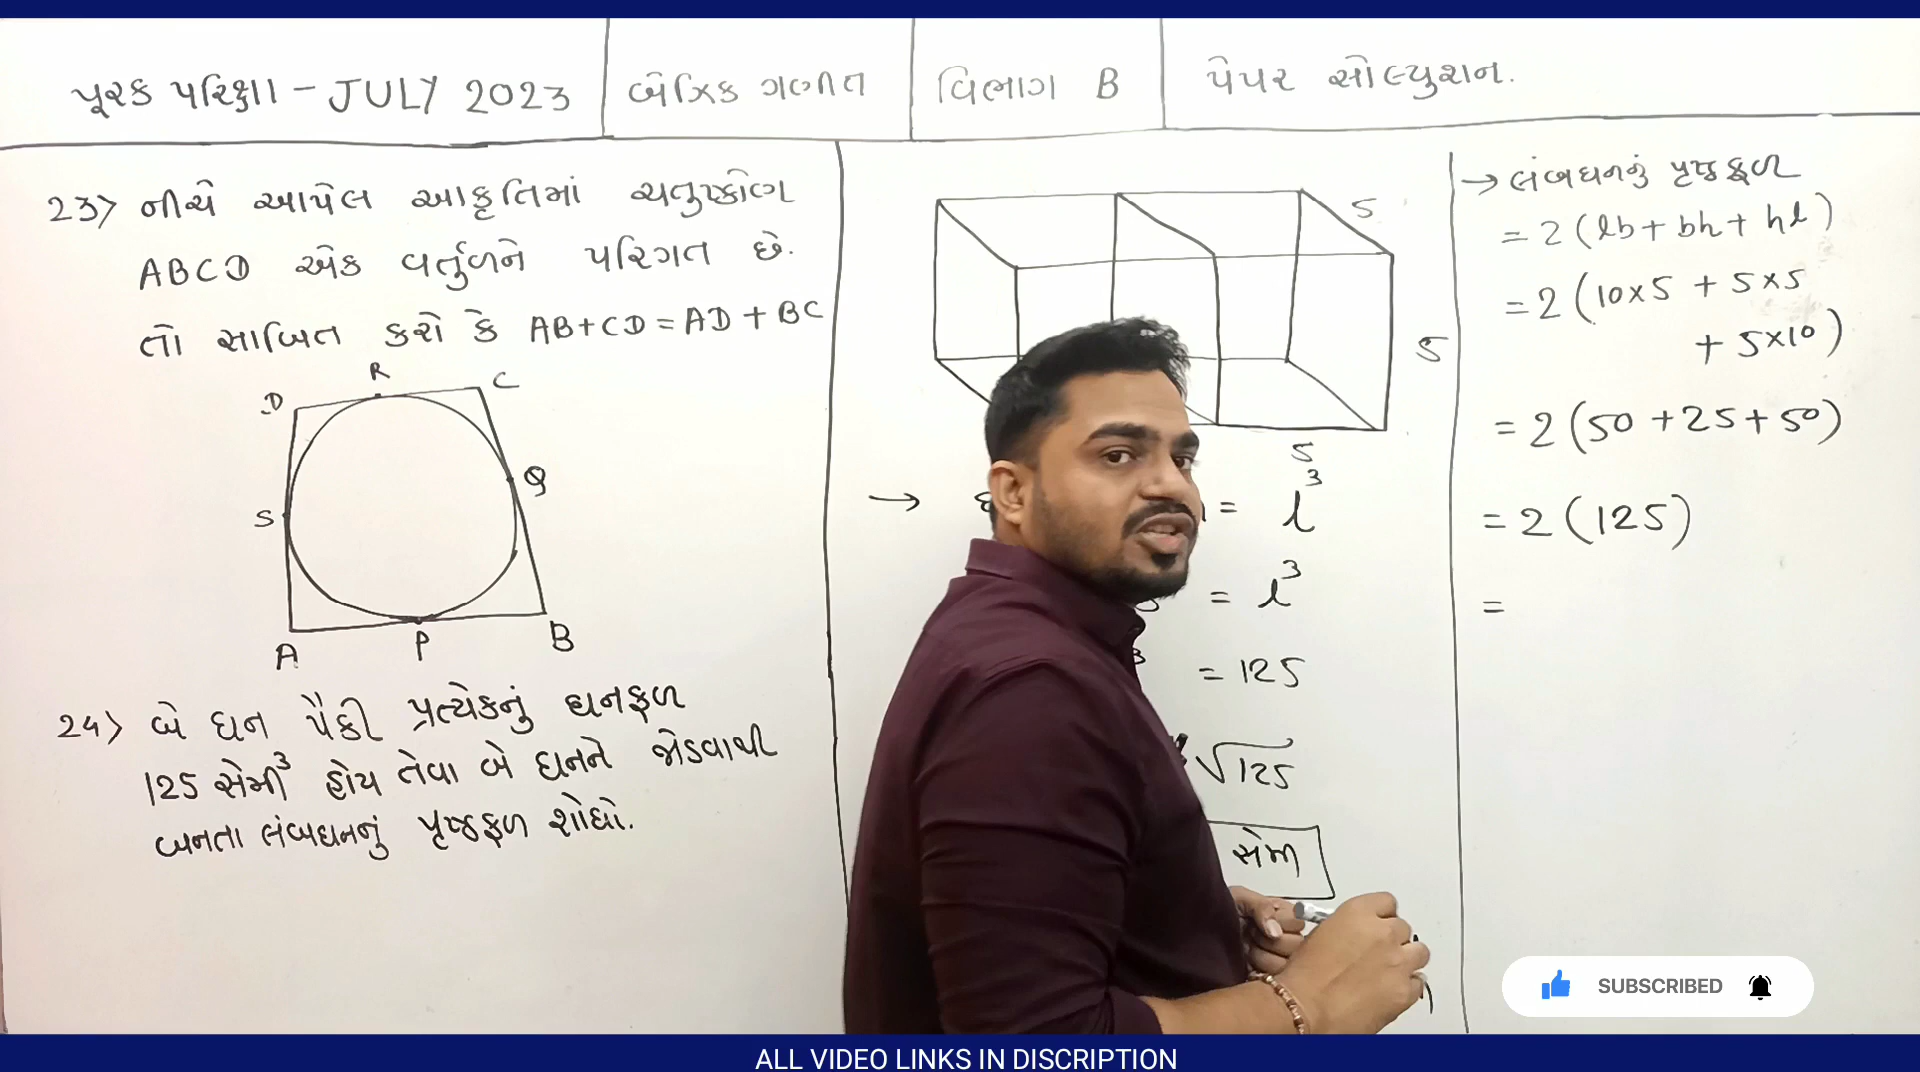 પૂરક પરિક્ષા - JULY 2023
બેઝિક ગણીત
વિભાગ B
પેપર સોલ્યુશન.
23) નીચે આપેલ આકૃતિમાં ચતુષ્કોણ
ABCD એક વર્તુળને પરિગત છે.
તો સાબિત કરો કે AB+CD=AD+BC
D R C
Q
S
A P B
24) બે ઘન પૈકી પ્રત્યેકનું ઘનફળ
125 સેમી³ હોય તેવા બે ઘનને જોડવાથી
બનતા લંબઘનનું પૃષ્ઠફળ શોધો.
5
5
5
→ = l³
= l³
= 125
√125
સેમી
→ લંબઘનનું પૃષ્ઠફળ
= 2 (lb + bh + hl)
= 2 (10×5 + 5×5
+ 5×10)
= 2 (50 + 25 + 50)
= 2 (125)
=
SUBSCRIBED
ALL VIDEO LINKS IN DISCRIPTION